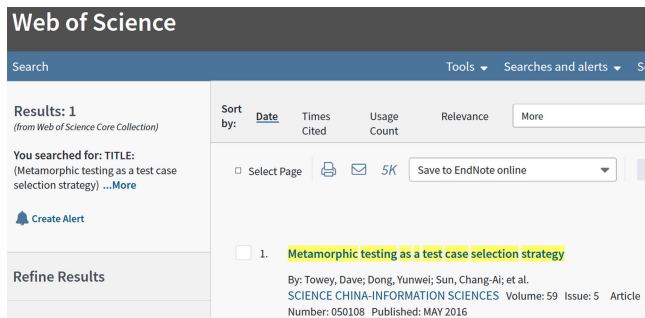 Web of Science
Search
Tools
Searches and alerts
Results: 1
(from Web of Science Core Collection)
You searched for: TITLE:
(Metamorphic testing as a test case
selection strategy) ...More
Create Alert
Refine Results
Sort
by:
Date
Times
Cited
Usage
Count
Relevance
More
Select Page
5K
Save to EndNote online
1.
Metamorphic testing as a test case selection strategy
By: Towey, Dave; Dong, Yunwei; Sun, Chang-Ai; et al.
SCIENCE CHINA-INFORMATION SCIENCES Volume: 59 Issue: 5 Article
Number: 050108 Published: MAY 2016